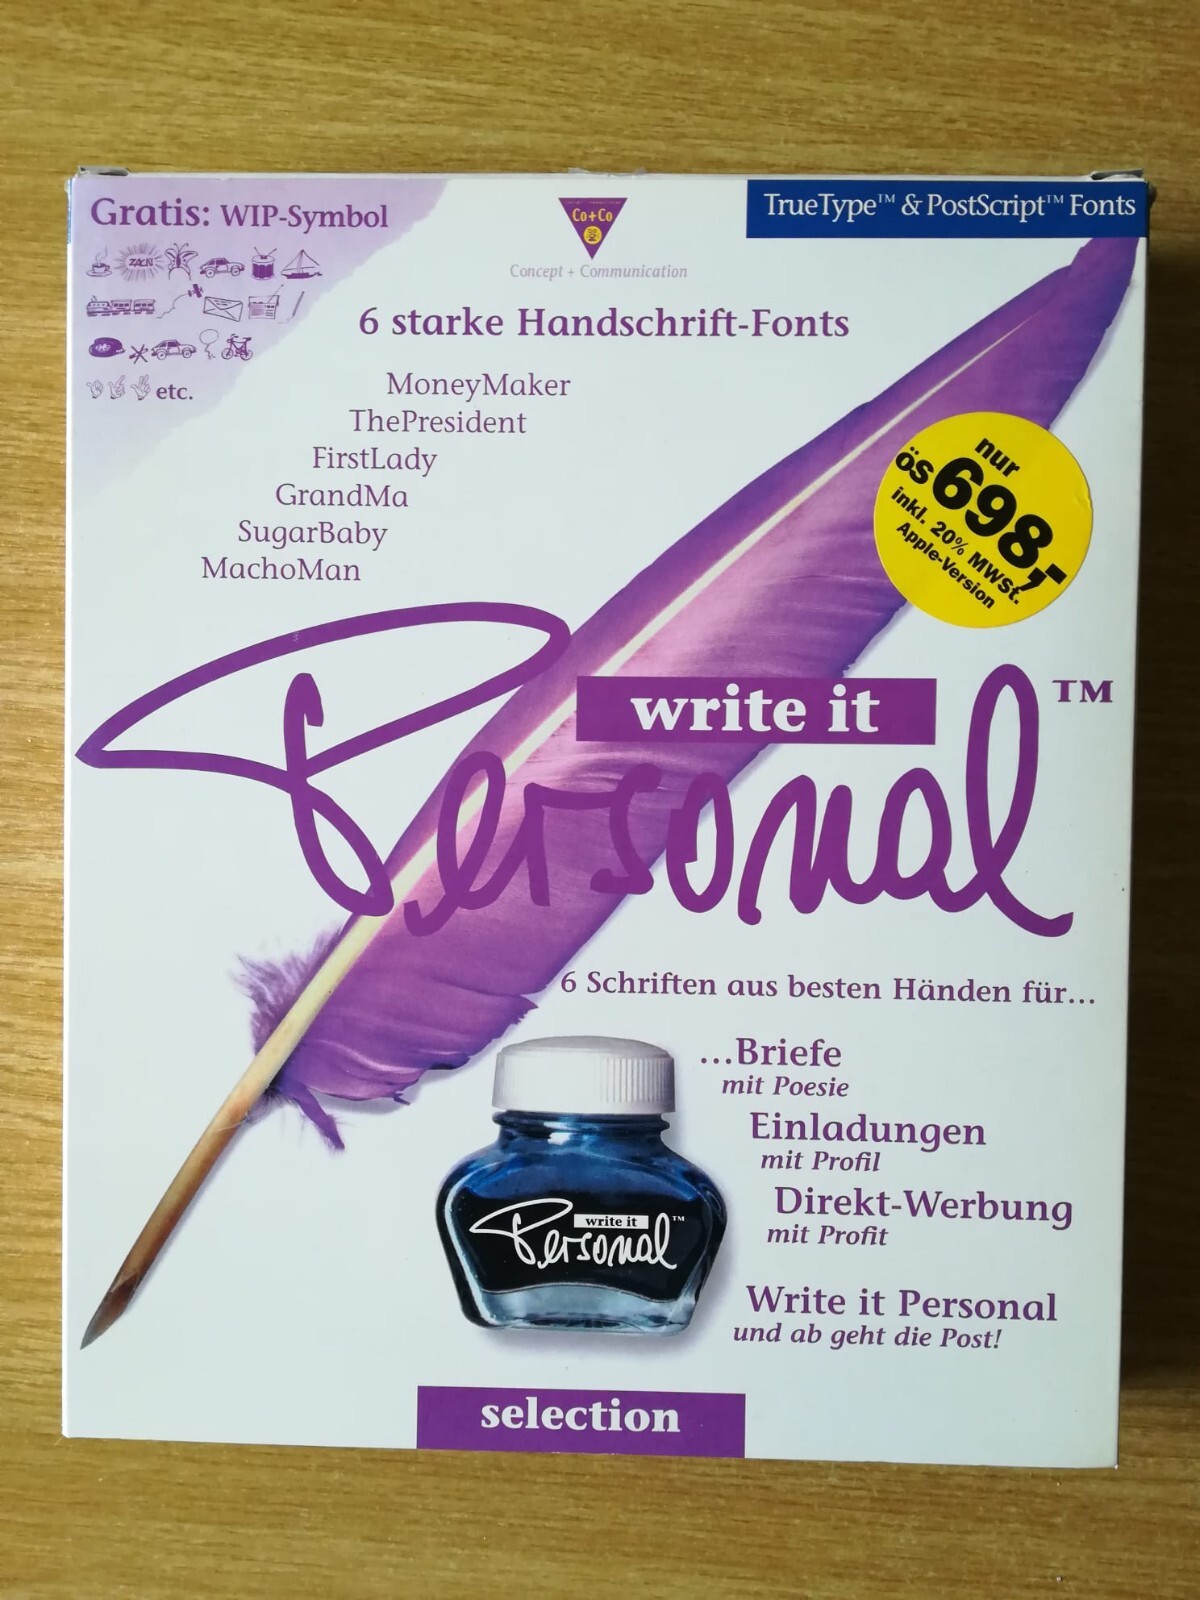 Gratis: WIP-Symbol
ZACK
etc.
Co+Co
Concept + Communication
TrueType™ & PostScript™ Fonts
6 starke Handschrift-Fonts
MoneyMaker
ThePresident
FirstLady
GrandMa
SugarBaby
MachoMan
nur
öS 698,-
inkl. 20% MWSt.
Apple-Version
write it
Personal™
6 Schriften aus besten Händen für...
...Briefe
mit Poesie
Einladungen
mit Profil
Direkt-Werbung
mit Profit
write it
Personal™
Write it Personal
und ab geht die Post!
selection